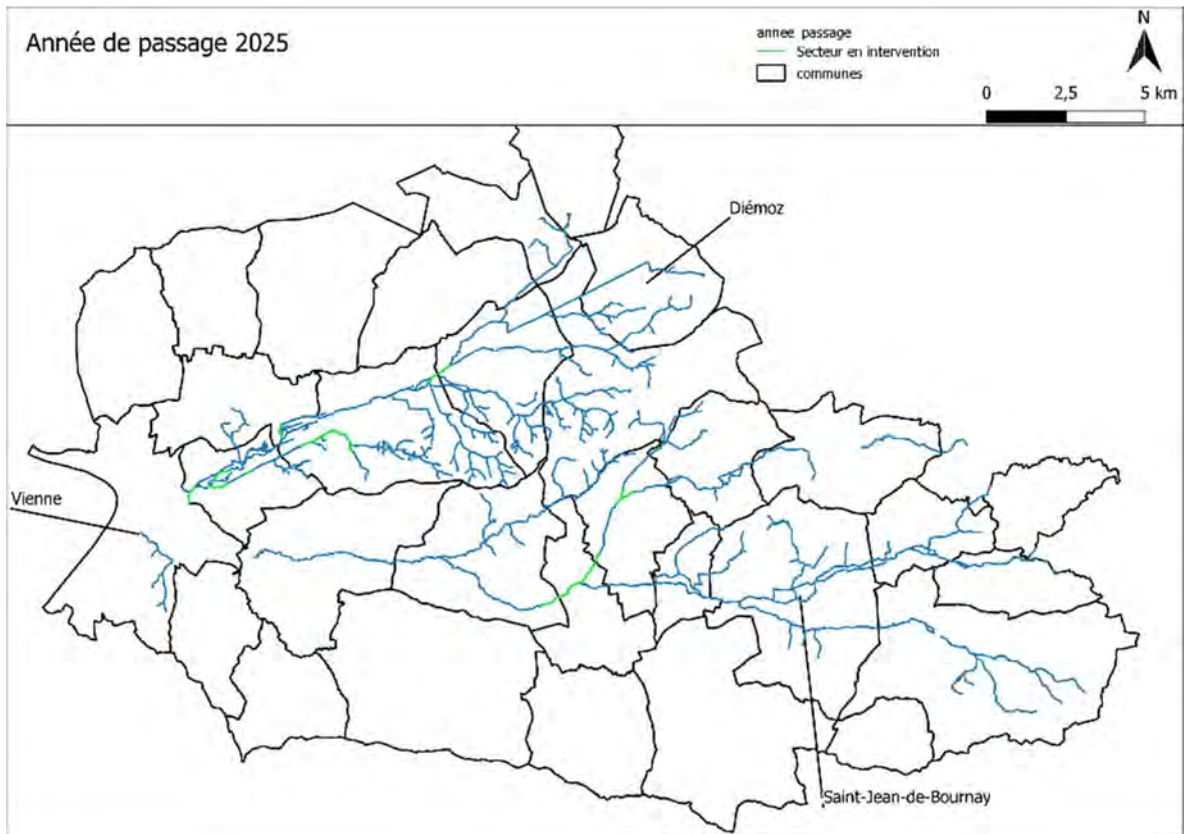 Année de passage 2025
annee passage
Secteur en intervention
communes
N
0 2,5 5 km
Diémoz
Vienne
Saint-Jean-de-Bournay